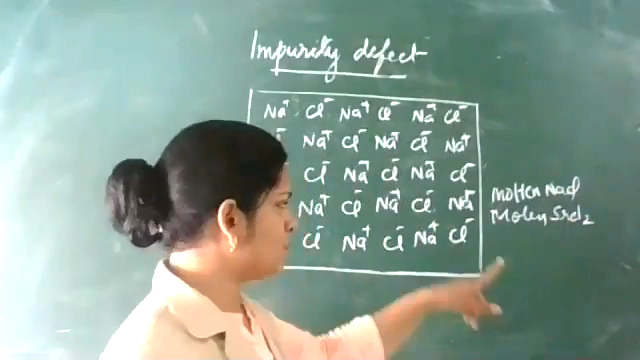 Impurity defect
Na⁺ Cl⁻ Na⁺ Cl⁻ Na⁺ Cl⁻
Na⁺ Cl⁻ Na⁺ Cl⁻ Na⁺
Cl⁻ Na⁺ Cl⁻ Na⁺ Cl⁻
Na⁺ Cl⁻ Na⁺ Cl⁻ Na⁺
Cl⁻ Na⁺ Cl⁻ Na⁺ Cl⁻
Molten Nacl
Molten Srcl₂